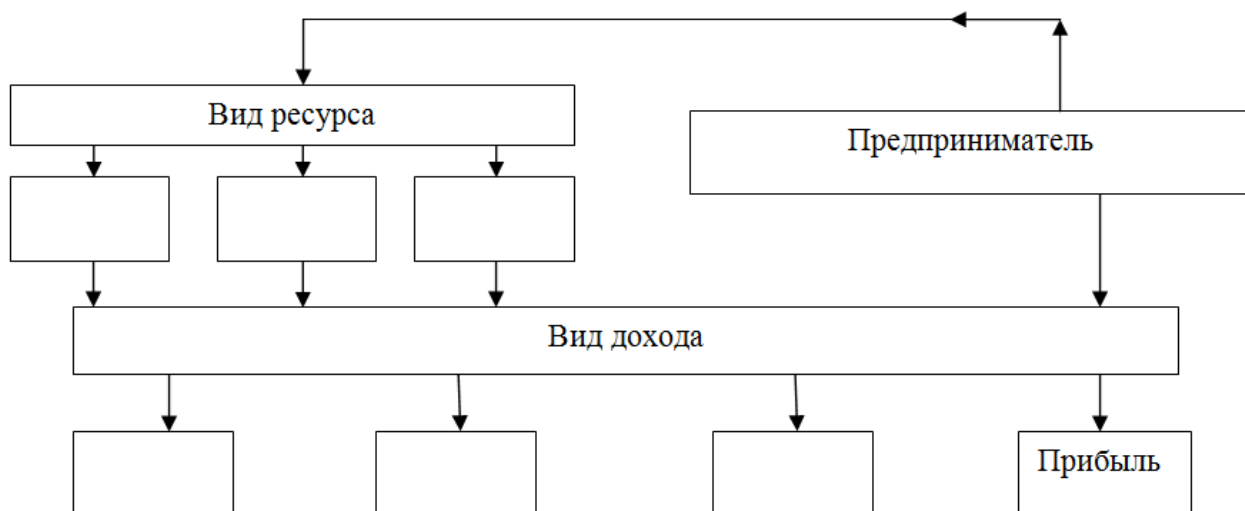 Вид ресурса
Предприниматель
Вид дохода
Прибыль